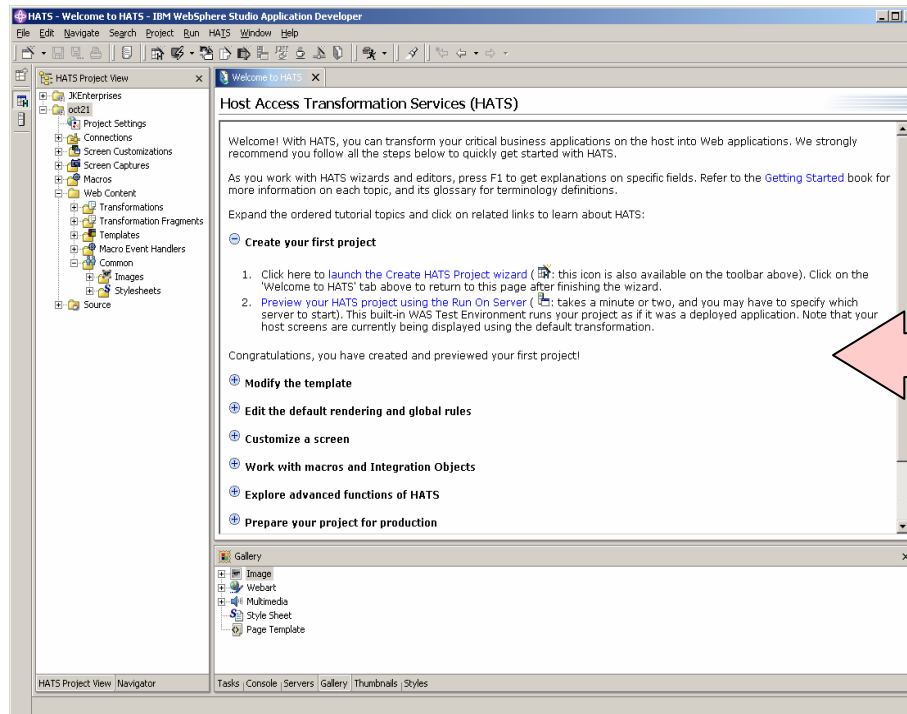 HATS - Welcome to HATS - IBM WebSphere Studio Application Developer
File Edit Navigate Search Project Run HATS Window Help
HATS Project View
Welcome to HATS
JKEnterprises
oct21
Project Settings
Connections
Screen Customizations
Screen Captures
Macros
Web Content
Transformations
Transformation Fragments
Templates
Macro Event Handlers
Common
Images
Stylesheets
Source
Host Access Transformation Services (HATS)
Welcome! With HATS, you can transform your critical business applications on the host into Web applications. We strongly
recommend you follow all the steps below to quickly get started with HATS.
As you work with HATS wizards and editors, press F1 to get explanations on specific fields. Refer to the Getting Started book for
more information on each topic, and its glossary for terminology definitions.
Expand the ordered tutorial topics and click on related links to learn about HATS:
Create your first project
1. Click here to launch the Create HATS Project wizard ( : this icon is also available on the toolbar above). Click on the
'Welcome to HATS' tab above to return to this page after finishing the wizard.
2. Preview your HATS project using the Run On Server ( : takes a minute or two, and you may have to specify which
server to start). This built-in WAS Test Environment runs your project as if it was a deployed application. Note that your
host screens are currently being displayed using the default transformation.
Congratulations, you have created and previewed your first project!
Modify the template
Edit the default rendering and global rules
Customize a screen
Work with macros and Integration Objects
Explore advanced functions of HATS
Prepare your project for production
Gallery
Image
Webart
Multimedia
Style Sheet
Page Template
HATS Project View Navigator
Tasks Console Servers Gallery Thumbnails Styles